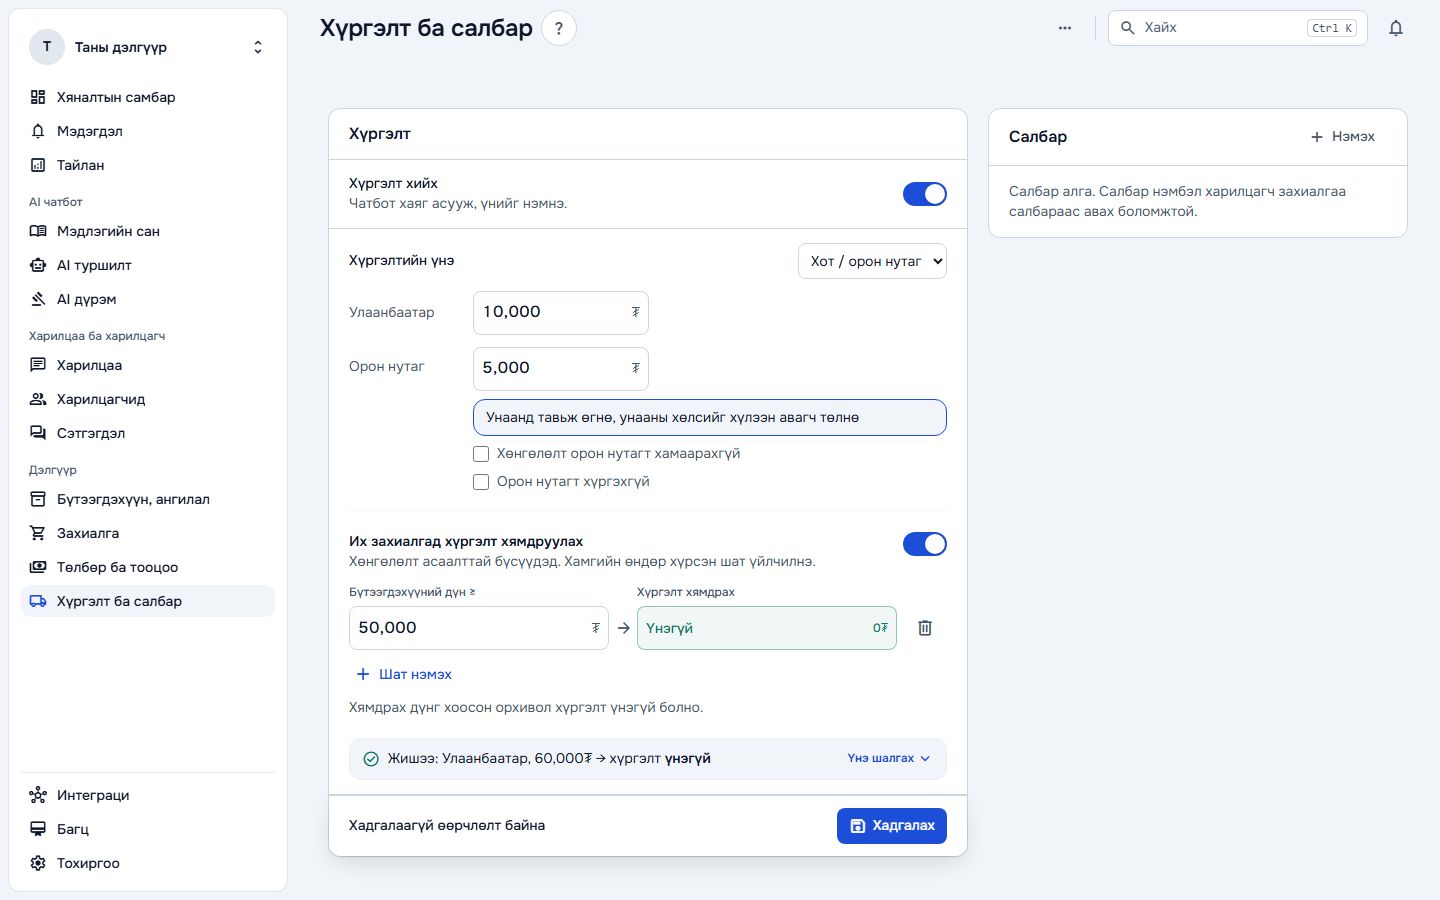 Т
Таны дэлгүүр
Хяналтын самбар
Мэдэгдэл
Тайлан
AI чатбот
Мэдлэгийн сан
AI туршилт
AI дүрэм
Харилцаа ба харилцагч
Харилцаа
Харилцагчид
Сэтгэгдэл
Дэлгүүр
Бүтээгдэхүүн, ангилал
Захиалга
Төлбөр ба тооцоо
Хүргэлт ба салбар
Интеграци
Багц
Тохиргоо
Хүргэлт ба салбар
?
Хайх
Ctrl K
Хүргэлт
Хүргэлт хийх
Чатбот хаяг асууж, үнийг нэмнэ.
Хүргэлтийн үнэ
Хот / орон нутаг
Улаанбаатар
10,000 ₮
Орон нутаг
5,000 ₮
Унаанд тавьж өгнө, унааны хөлсийг хүлээн авагч төлнө
Хөнгөлөлт орон нутагт хамаарахгүй
Орон нутагт хүргэхгүй
Их захиалгад хүргэлт хямдруулах
Хөнгөлөлт асаалттай бүсүүдэд. Хамгийн өндөр хүрсэн шат үйлчилнэ.
Бүтээгдэхүүний дүн ≥
Хүргэлт хямдрах
50,000 ₮ → Үнэгүй 0₮
+ Шат нэмэх
Хямдрах дүнг хоосон орхивол хүргэлт үнэгүй болно.
Жишээ: Улаанбаатар, 60,000₮ → хүргэлт үнэгүй
Үнэ шалгах
Хадгалаагүй өөрчлөлт байна
Хадгалах
Салбар
+ Нэмэх
Салбар алга. Салбар нэмбэл харилцагч захиалгаа
салбараас авах боломжтой.